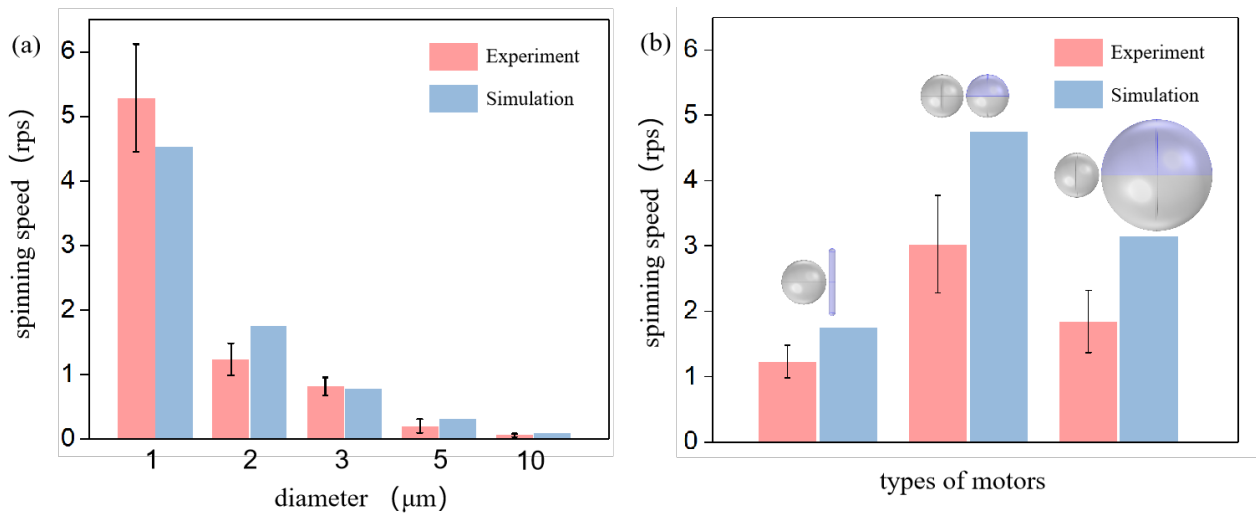 (a)
6
5
4
3
2
1
0
spinning speed (rps)
Experiment
Simulation
1 2 3 5 10
diameter (μm)
(b)
6
5
4
3
2
1
0
spinning speed (rps)
Experiment
Simulation
types of motors